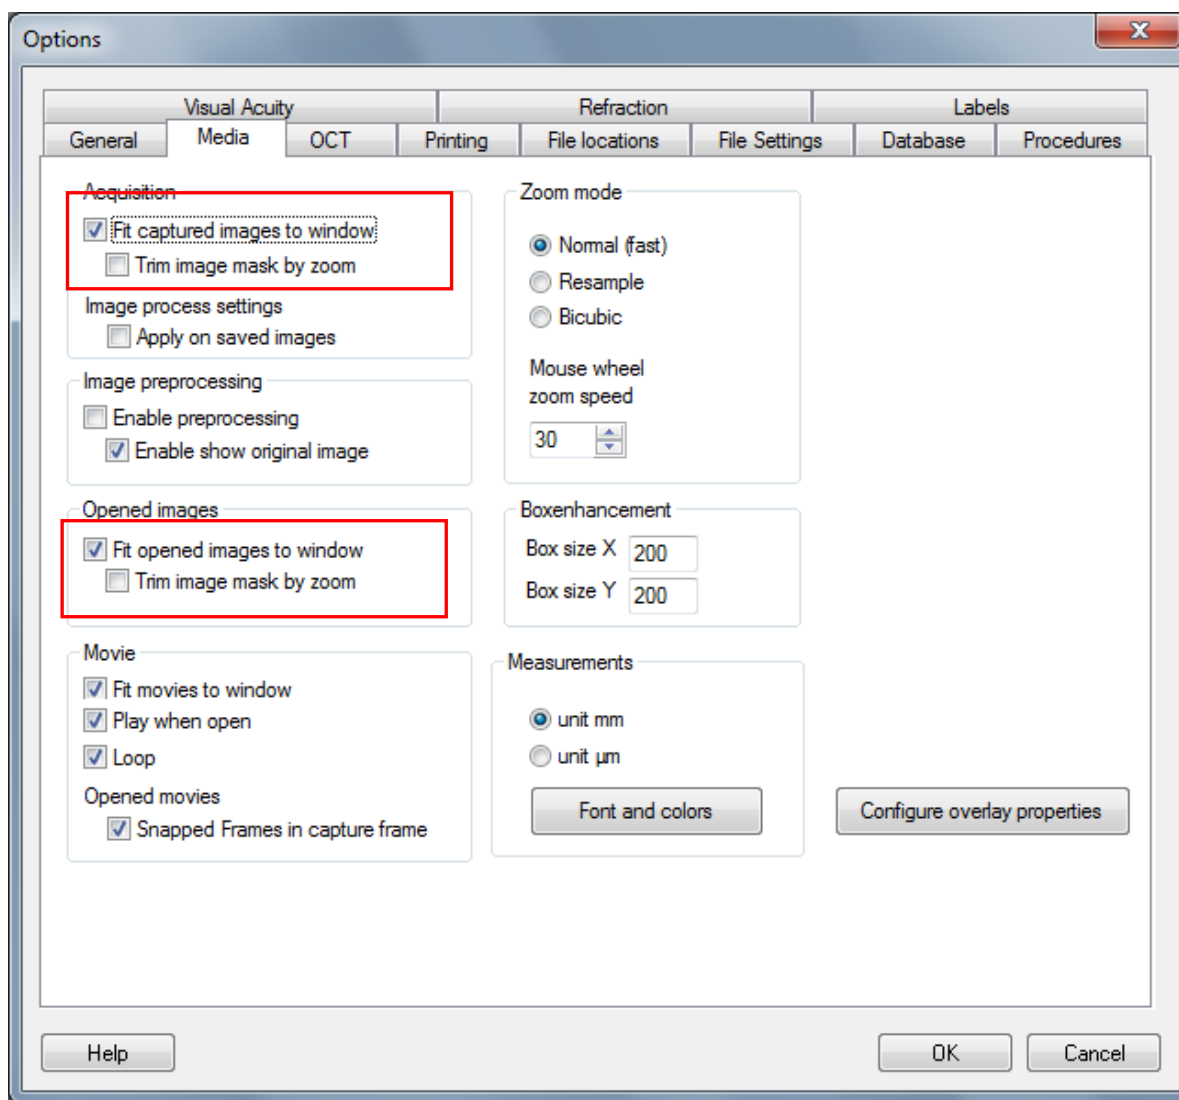 Options
X
Visual Acuity
Refraction
Labels
General
Media
OCT
Printing
File locations
File Settings
Database
Procedures
Acquisition
Fit captured images to window
Trim image mask by zoom
Image process settings
Apply on saved images
Image preprocessing
Enable preprocessing
Enable show original image
Opened images
Fit opened images to window
Trim image mask by zoom
Movie
Fit movies to window
Play when open
Loop
Opened movies
Snapped Frames in capture frame
Zoom mode
Normal (fast)
Resample
Bicubic
Mouse wheel
zoom speed
30
Boxenhancement
Box size X 200
Box size Y 200
Measurements
unit mm
unit µm
Font and colors
Configure overlay properties
Help
OK
Cancel